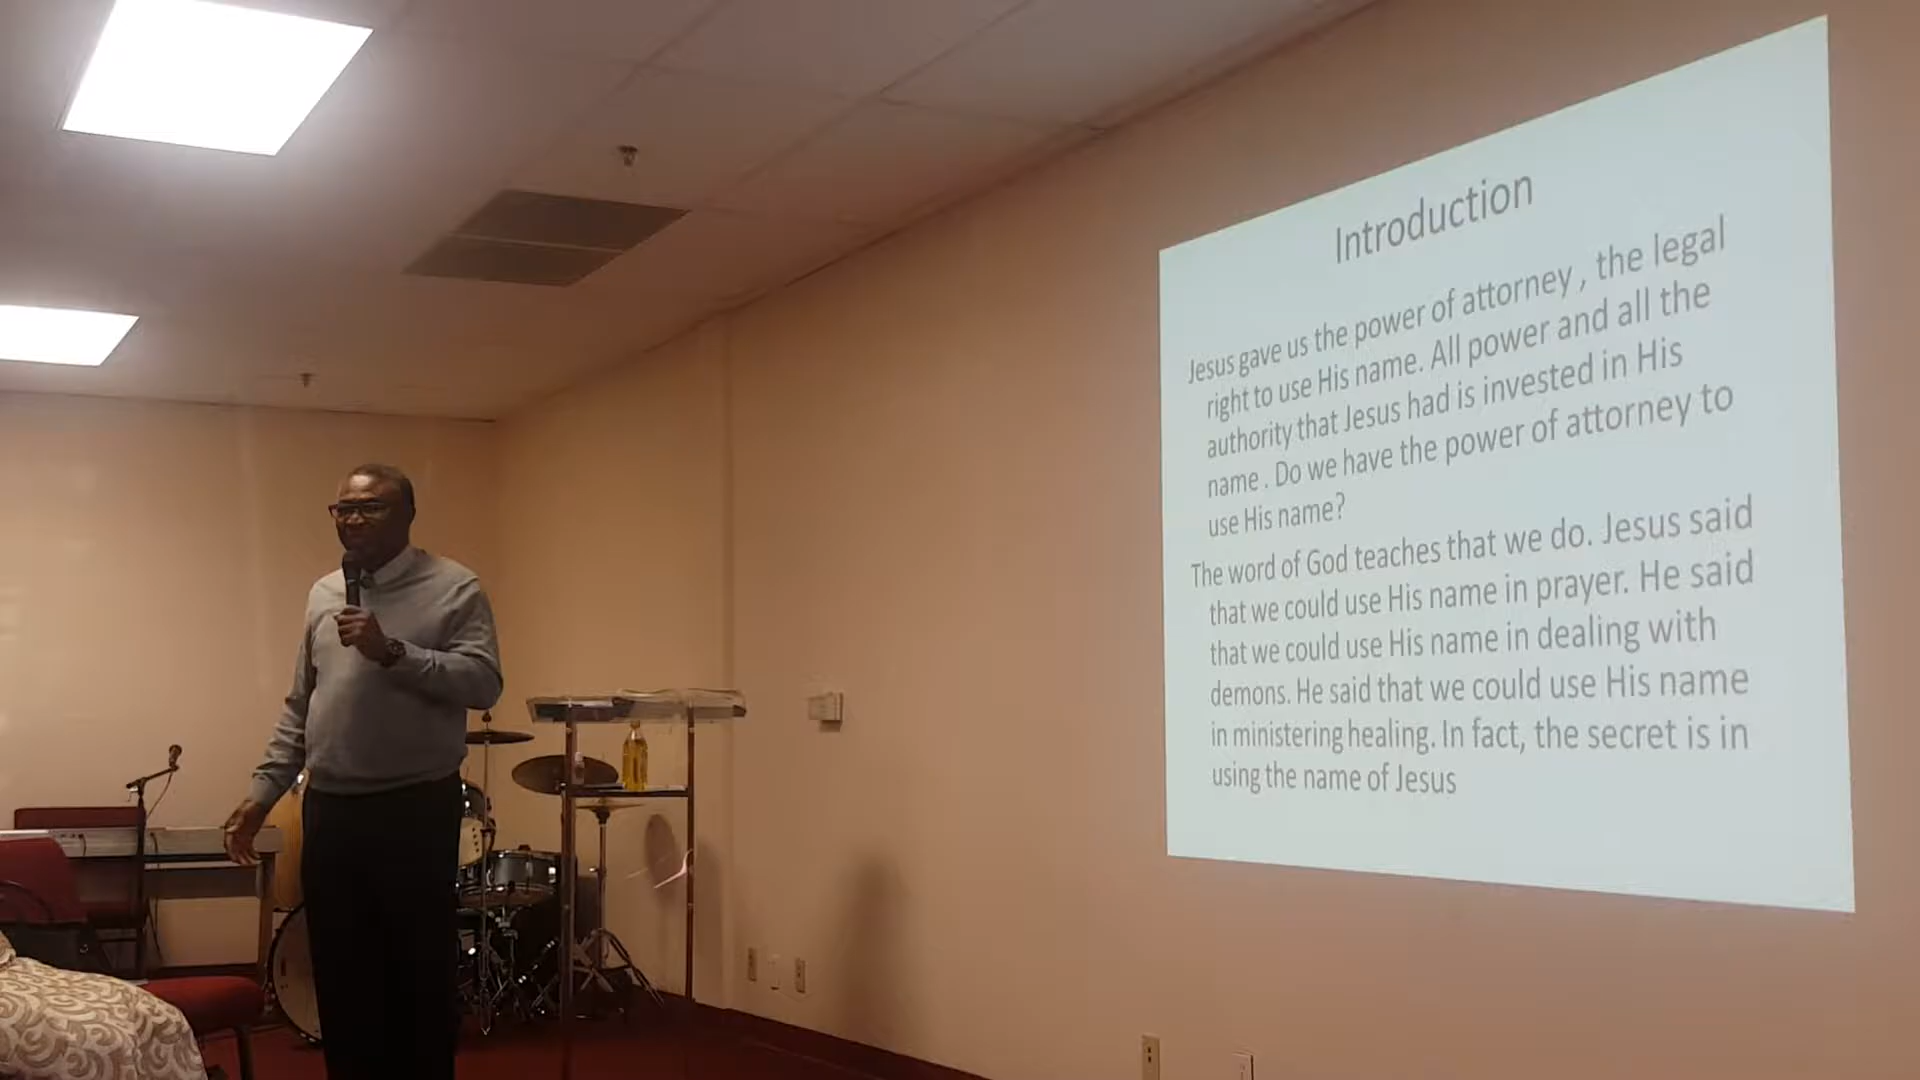 Introduction
Jesus gave us the power of attorney , the legal
right to use His name. All power and all the
authority that Jesus had is invested in His
name . Do we have the power of attorney to
use His name?
The word of God teaches that we do. Jesus said
that we could use His name in prayer. He said
that we could use His name in dealing with
demons. He said that we could use His name
in ministering healing. In fact, the secret is in
using the name of Jesus